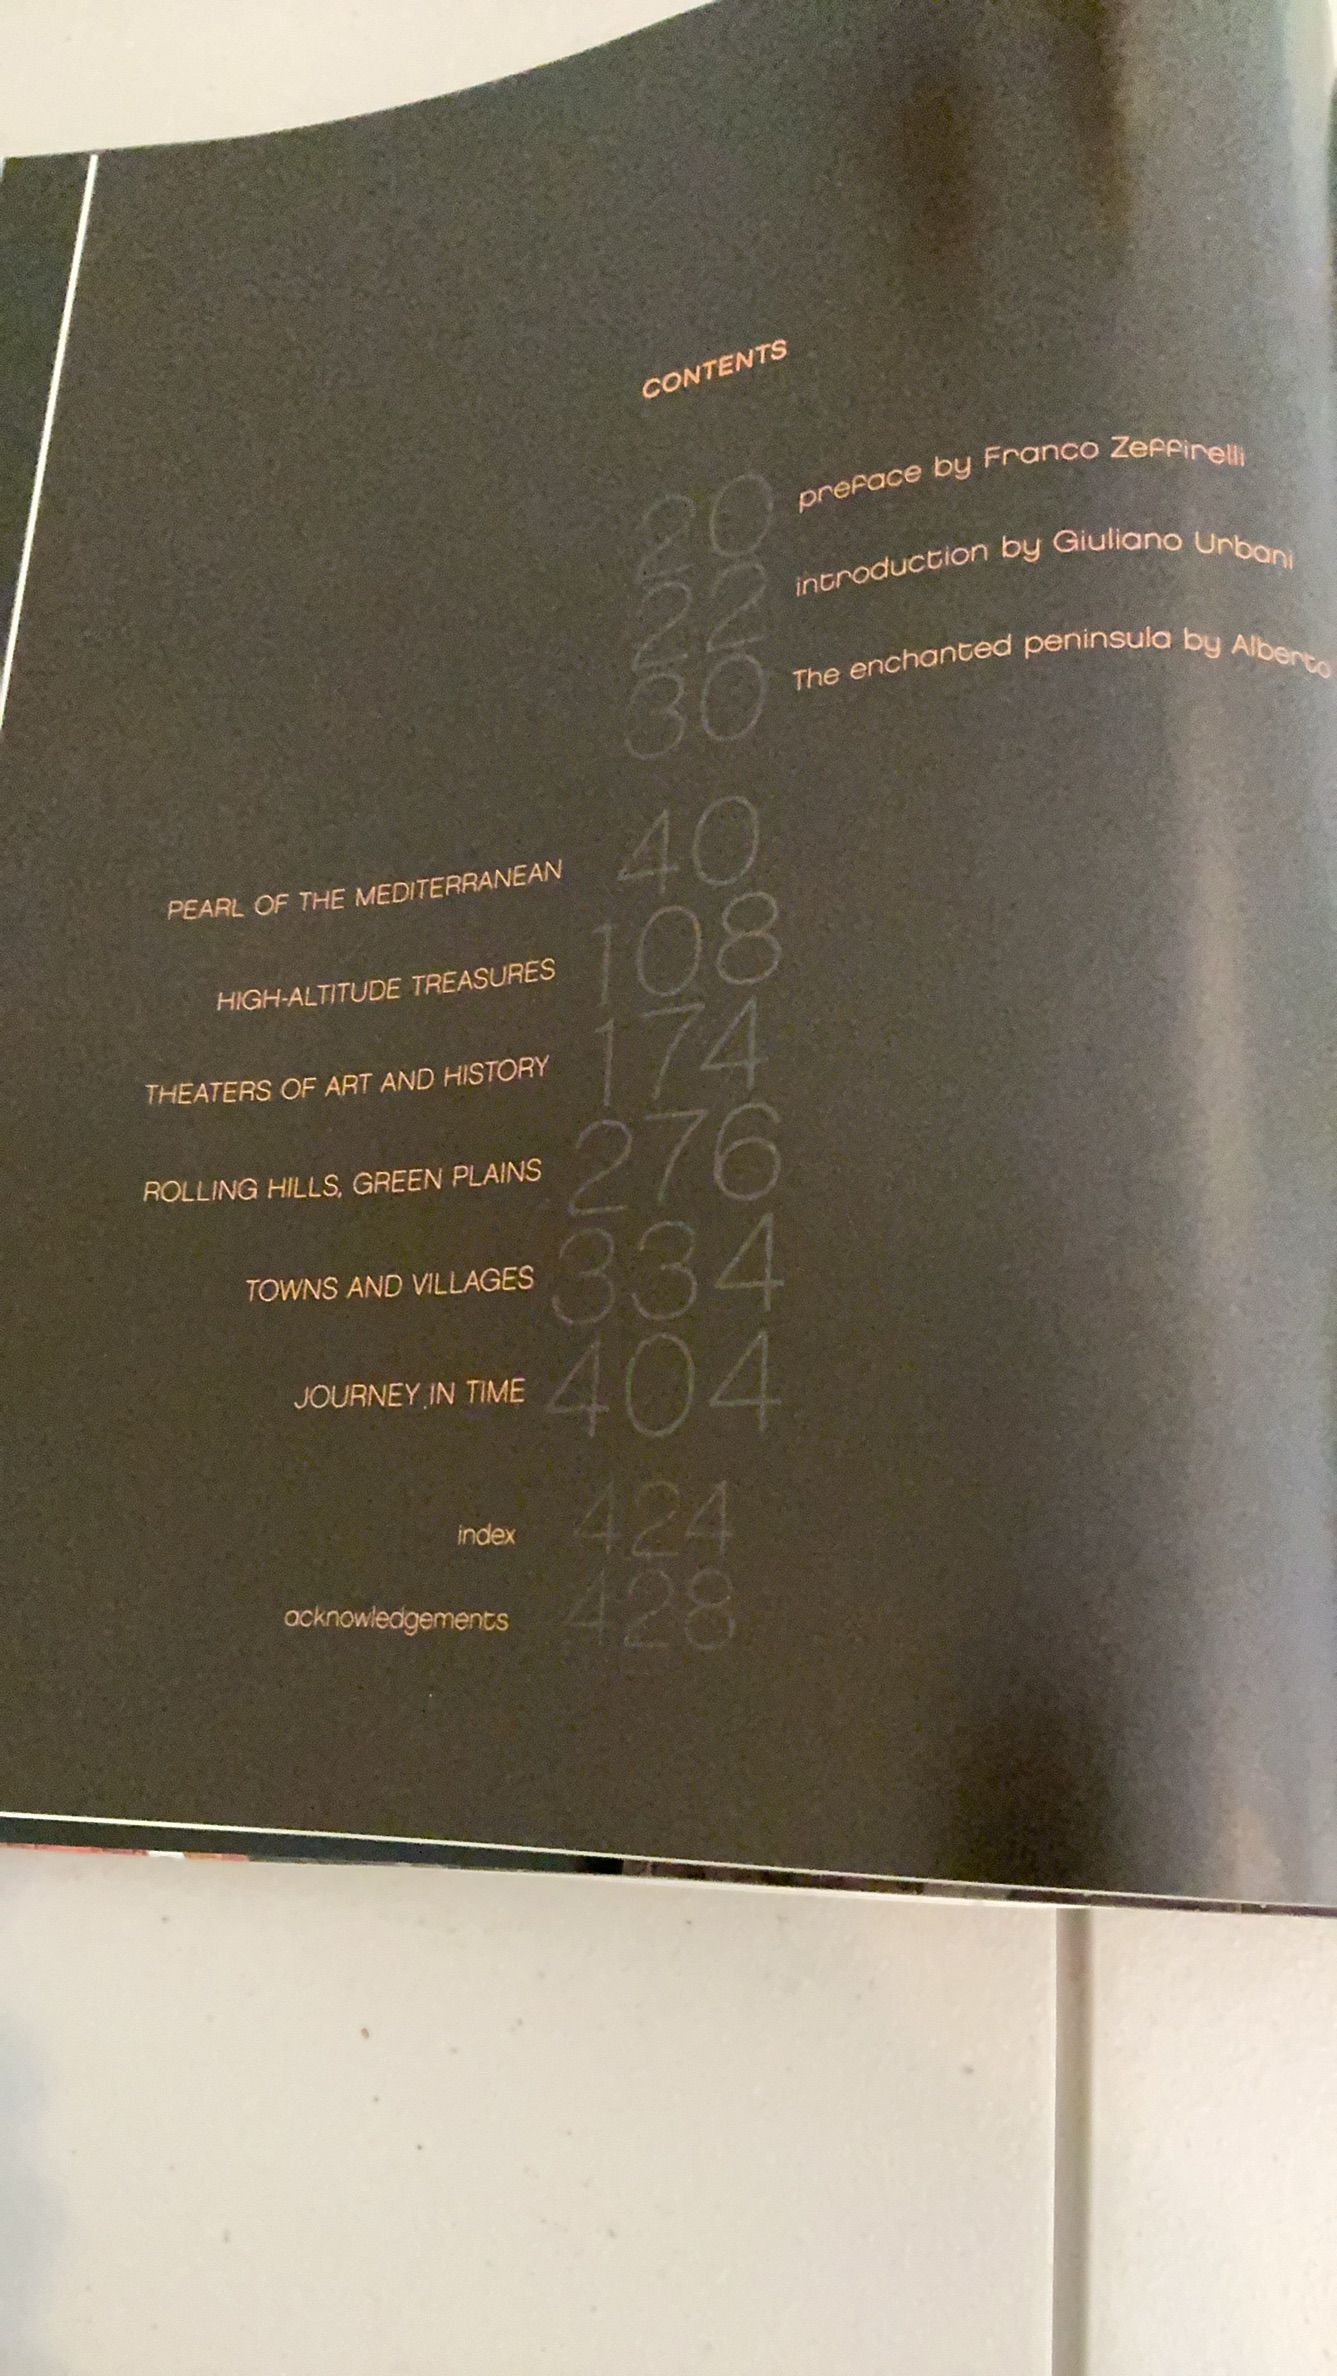 CONTENTS
20 preface by Franco Zeffirelli
22 introduction by Giuliano Urbani
30 The enchanted peninsula by Alberto
PEARL OF THE MEDITERRANEAN 40
HIGH-ALTITUDE TREASURES 108
THEATERS OF ART AND HISTORY 174
ROLLING HILLS, GREEN PLAINS 276
TOWNS AND VILLAGES 334
JOURNEY IN TIME 404
index 424
acknowledgements 428